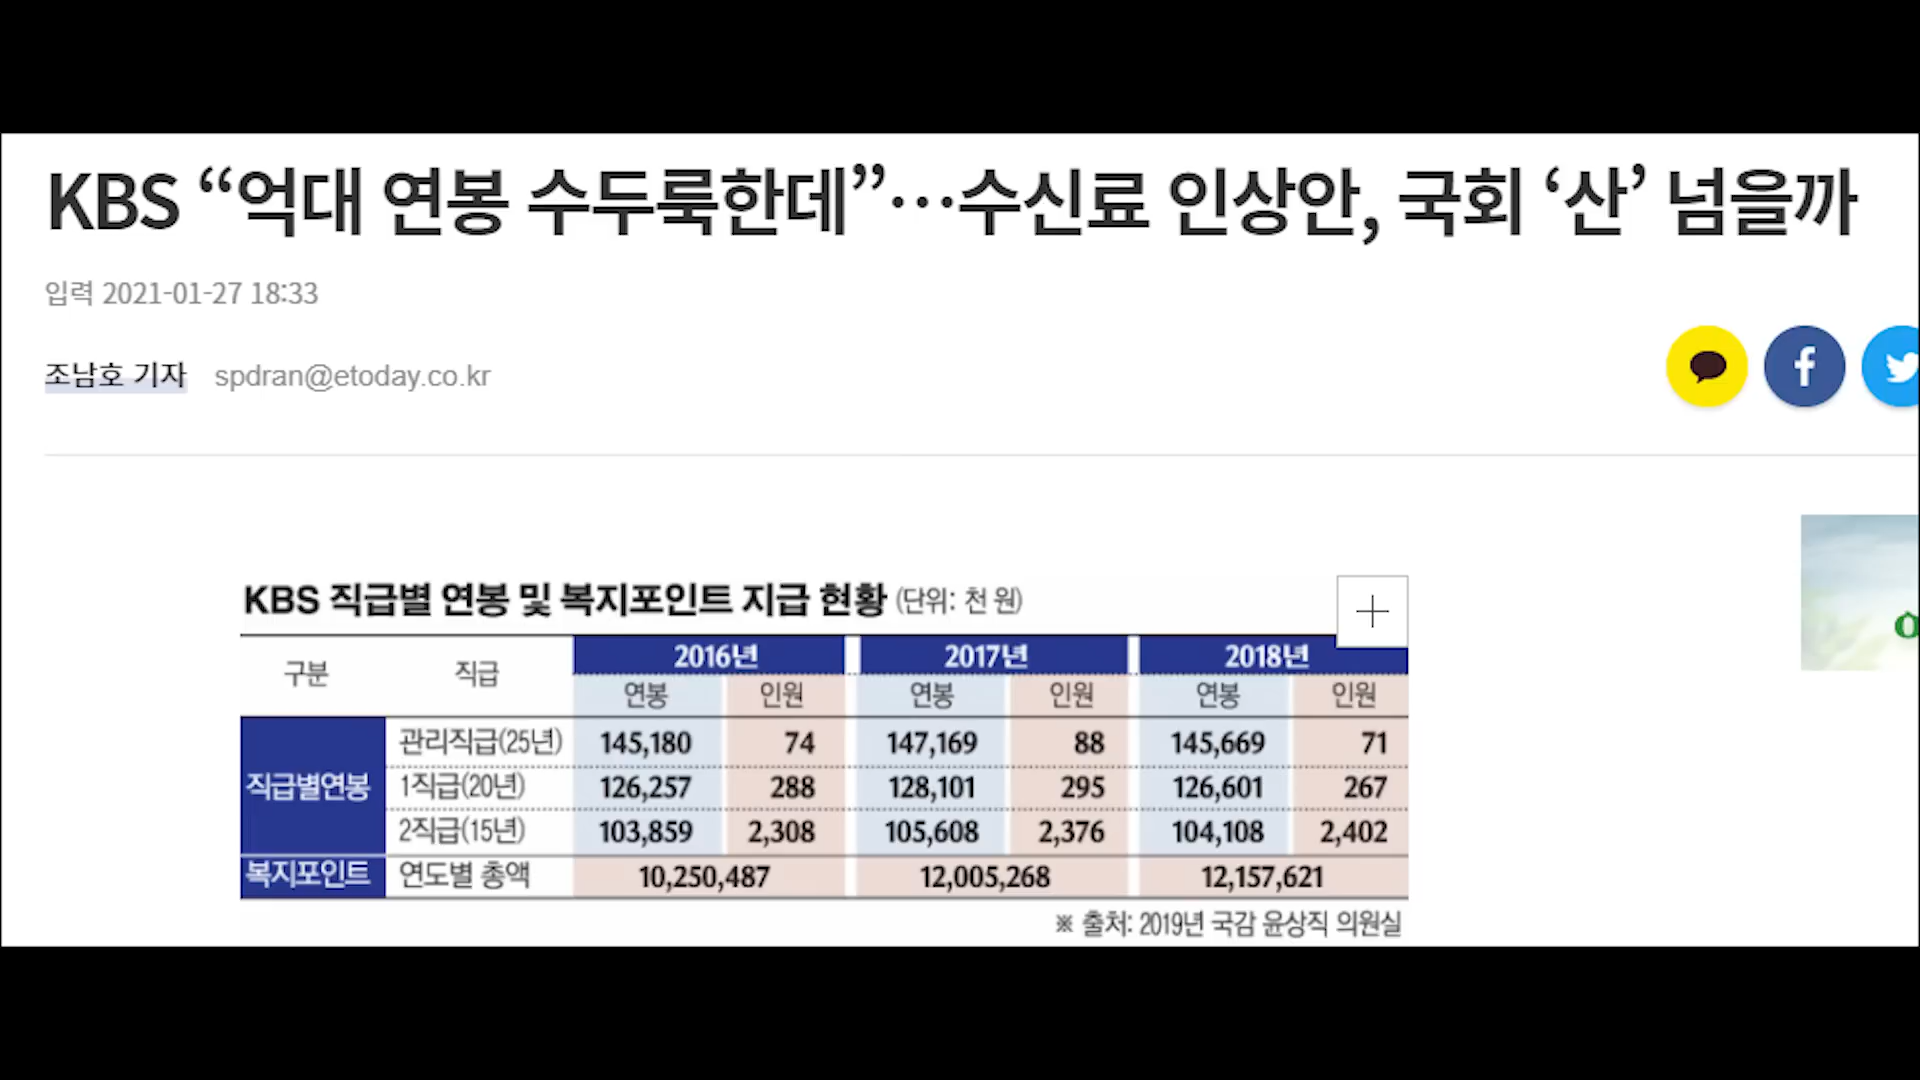 KBS “억대 연봉 수두룩한데”…수신료 인상안, 국회 ‘산’ 넘을까
입력 2021-01-27 18:33
조남호 기자 spdran@etoday.co.kr
KBS 직급별 연봉 및 복지포인트 지급 현황 (단위: 천 원)
구분 직급 2016년 2017년 2018년
연봉 인원 연봉 인원 연봉 인원
직급별연봉
관리직급(25년) 145,180 74 147,169 88 145,669 71
1직급(20년) 126,257 288 128,101 295 126,601 267
2직급(15년) 103,859 2,308 105,608 2,376 104,108 2,402
복지포인트 연도별 총액 10,250,487 12,005,268 12,157,621
※ 출처: 2019년 국감 윤상직 의원실